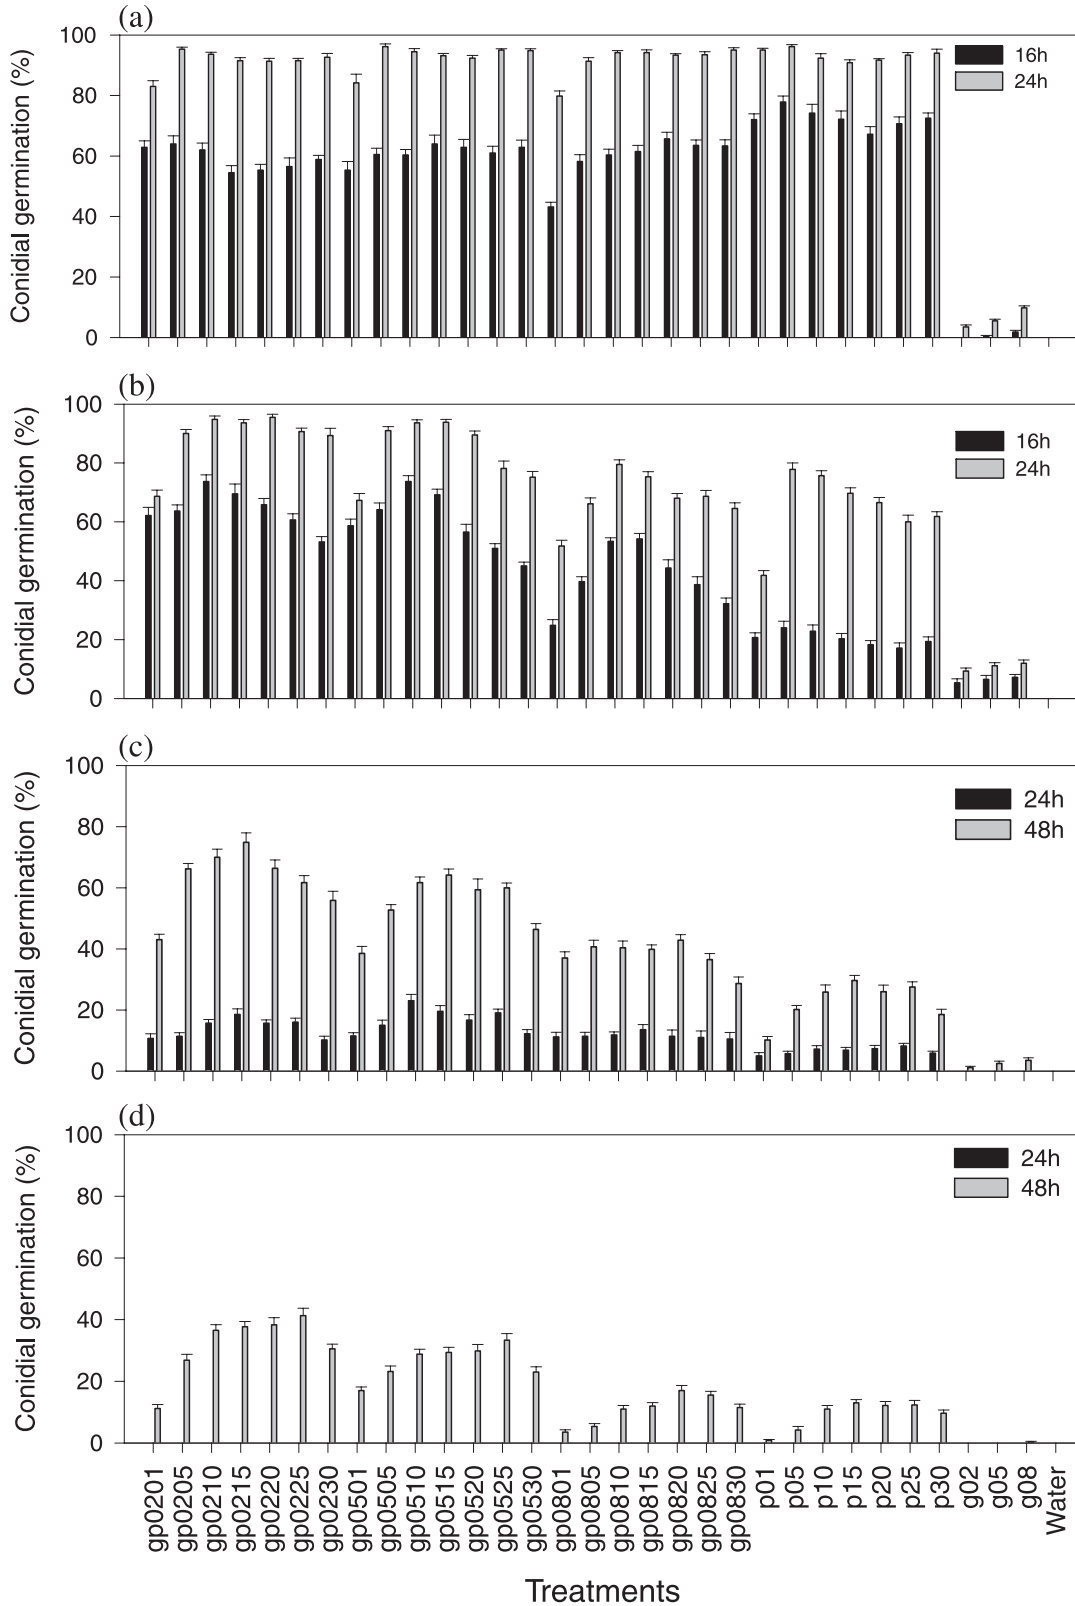 (a)
Conidial germination (%)
100
80
60
40
20
0
16h
24h
(b)
Conidial germination (%)
100
80
60
40
20
0
16h
24h
(c)
Conidial germination (%)
100
80
60
40
20
0
24h
48h
(d)
Conidial germination (%)
100
80
60
40
20
0
24h
48h
gp0201
gp0205
gp0210
gp0215
gp0220
gp0225
gp0230
gp0501
gp0505
gp0510
gp0515
gp0520
gp0525
gp0530
gp0801
gp0805
gp0810
gp0815
gp0820
gp0825
gp0830
p01
p05
p10
p15
p20
p25
p30
g02
g05
g08
Water
Treatments